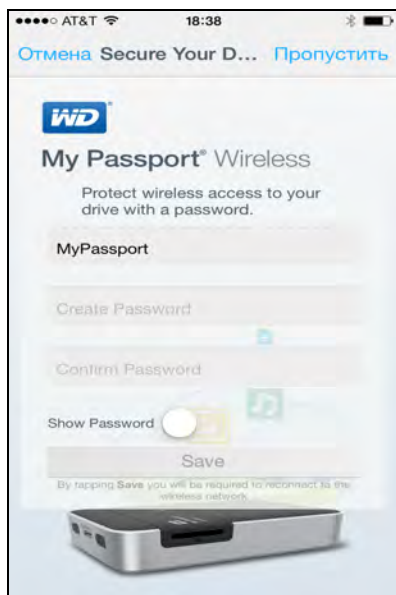 AT&T 18:38
Отмена Secure Your D... Пропустить
WD®
My Passport® Wireless
Protect wireless access to your
drive with a password.
MyPassport
Create Password
Confirm Password
Show Password
Save
By tapping Save you will be required to reconnect to the
wireless network